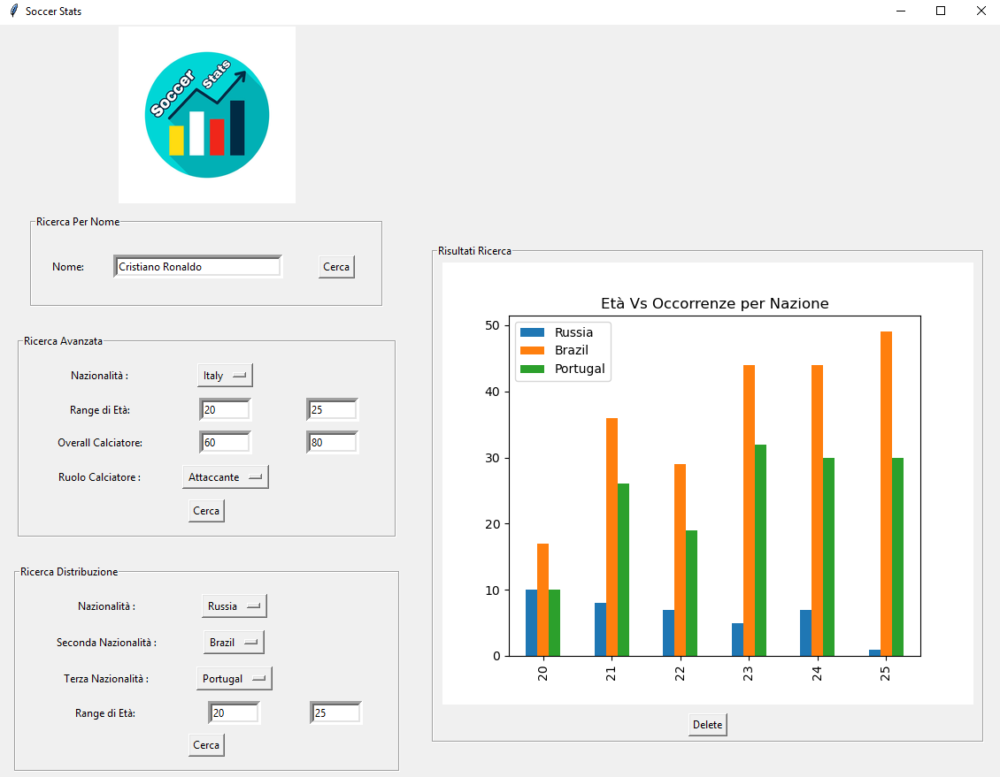 Soccer Stats
Soccer Stats
Ricerca Per Nome
Nome: Cristiano Ronaldo Cerca
Ricerca Avanzata
Nazionalità : Italy
Range di Età: 20 25
Overall Calciatore: 60 80
Ruolo Calciatore : Attaccante
Cerca
Ricerca Distribuzione
Nazionalità : Russia
Seconda Nazionalità : Brazil
Terza Nazionalità : Portugal
Range di Età: 20 25
Cerca
Risultati Ricerca
Età Vs Occorrenze per Nazione
Russia
Brazil
Portugal
50
40
30
20
10
0
20 21 22 23 24 25
Delete